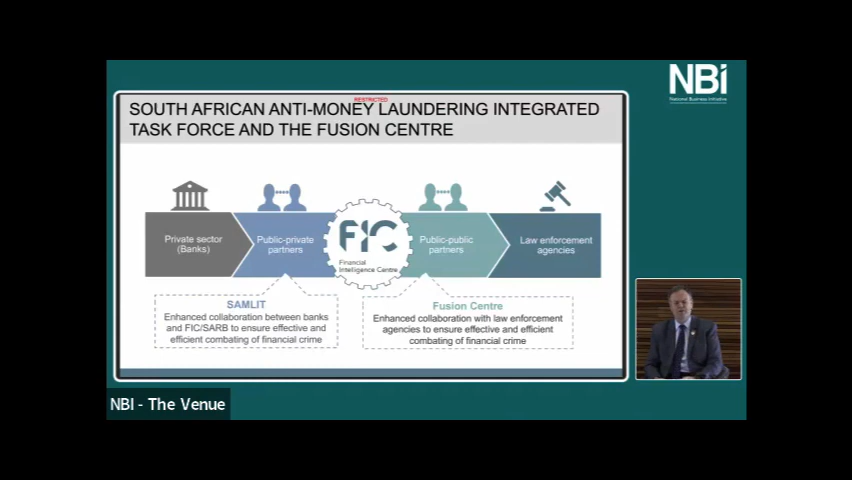 NBi
National Business Initiative
RESTRICTED
SOUTH AFRICAN ANTI-MONEY LAUNDERING INTEGRATED
TASK FORCE AND THE FUSION CENTRE
Private sector
(Banks)
Public-private
partners
FIC
Financial
Intelligence Centre
Public-public
partners
Law enforcement
agencies
SAMLIT
Enhanced collaboration between banks
and FIC/SARB to ensure effective and
efficient combating of financial crime
Fusion Centre
Enhanced collaboration with law enforcement
agencies to ensure effective and efficient
combating of financial crime
NBI - The Venue